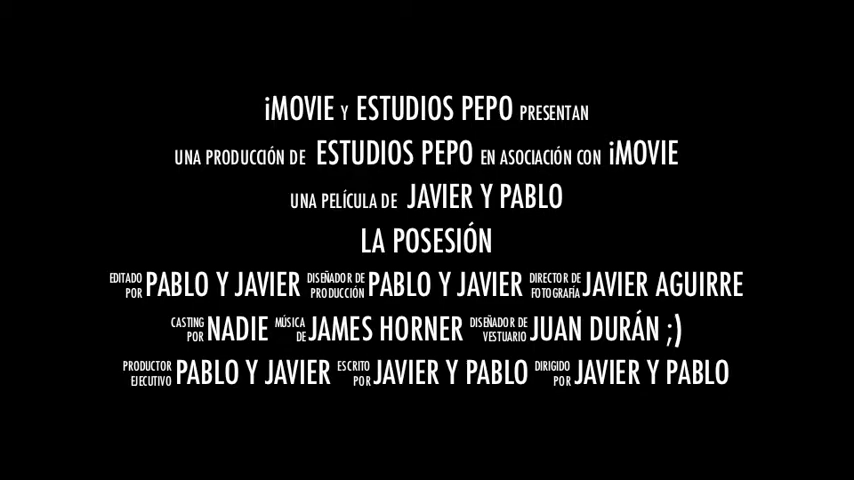 iMOVIE Y ESTUDIOS PEPO PRESENTAN
UNA PRODUCCIÓN DE ESTUDIOS PEPO EN ASOCIACIÓN CON iMOVIE
UNA PELÍCULA DE JAVIER Y PABLO
LA POSESIÓN
EDITADO POR PABLO Y JAVIER DISEÑADOR DE PRODUCCIÓN PABLO Y JAVIER DIRECTOR DE FOTOGRAFÍA JAVIER AGUIRRE
CASTING POR NADIE MÚSICA DE JAMES HORNER DISEÑADOR DE VESTUARIO JUAN DURÁN ;)
PRODUCTOR EJECUTIVO PABLO Y JAVIER ESCRITO POR JAVIER Y PABLO DIRIGIDO POR JAVIER Y PABLO